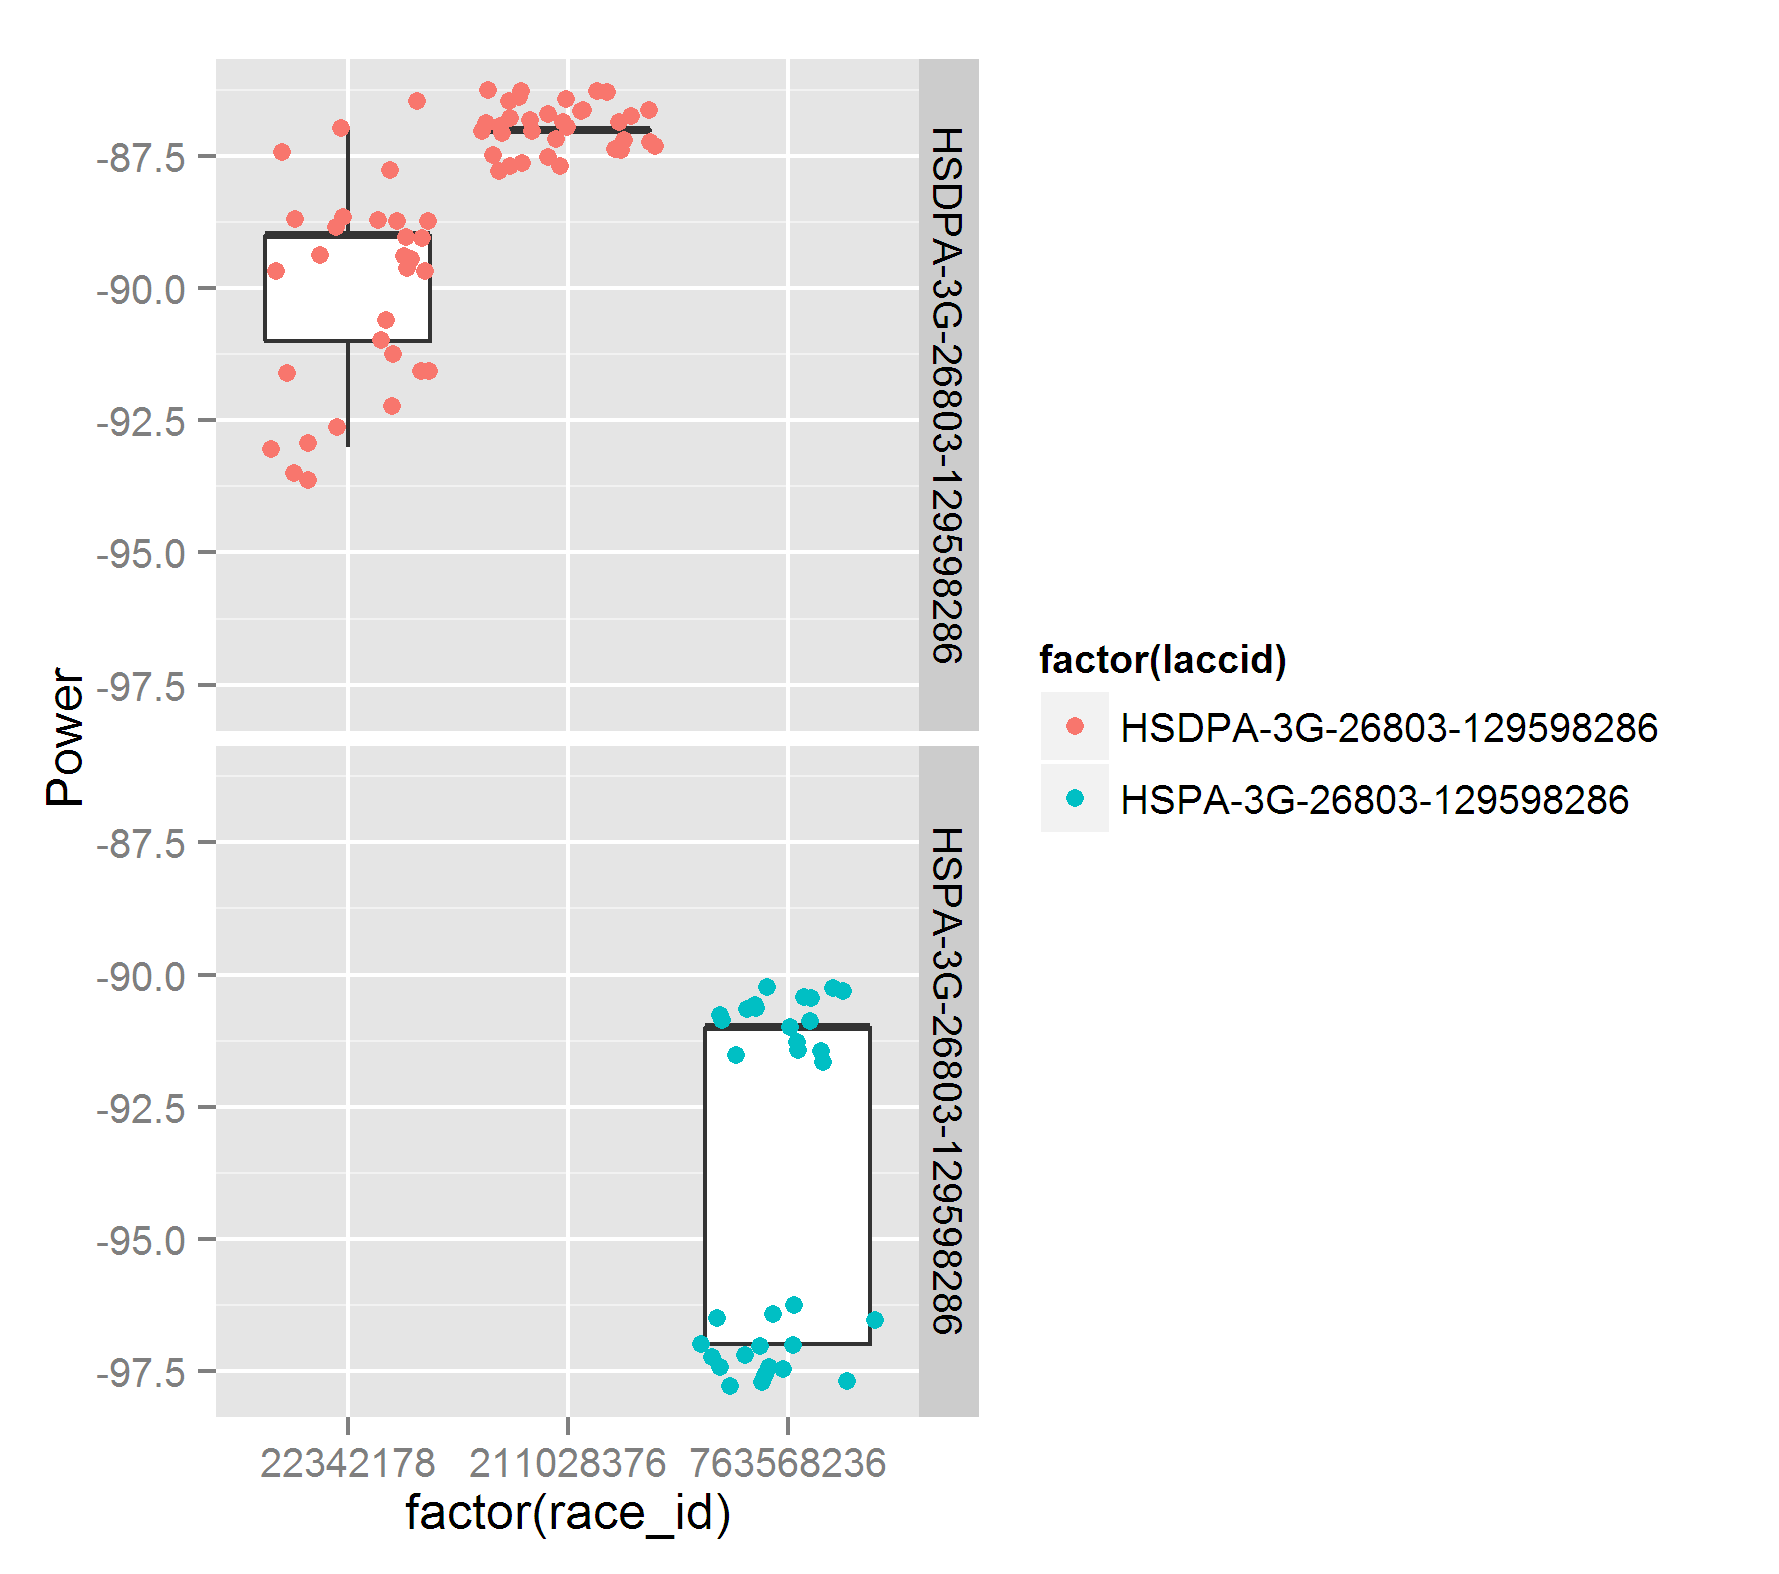 Power
-87.5
-90.0
-92.5
-95.0
-97.5
HSDPA-3G-26803-129598286
-87.5
-90.0
-92.5
-95.0
-97.5
HSPA-3G-26803-129598286
22342178 211028376 763568236
factor(race_id)
factor(laccid)
HSDPA-3G-26803-129598286
HSPA-3G-26803-129598286